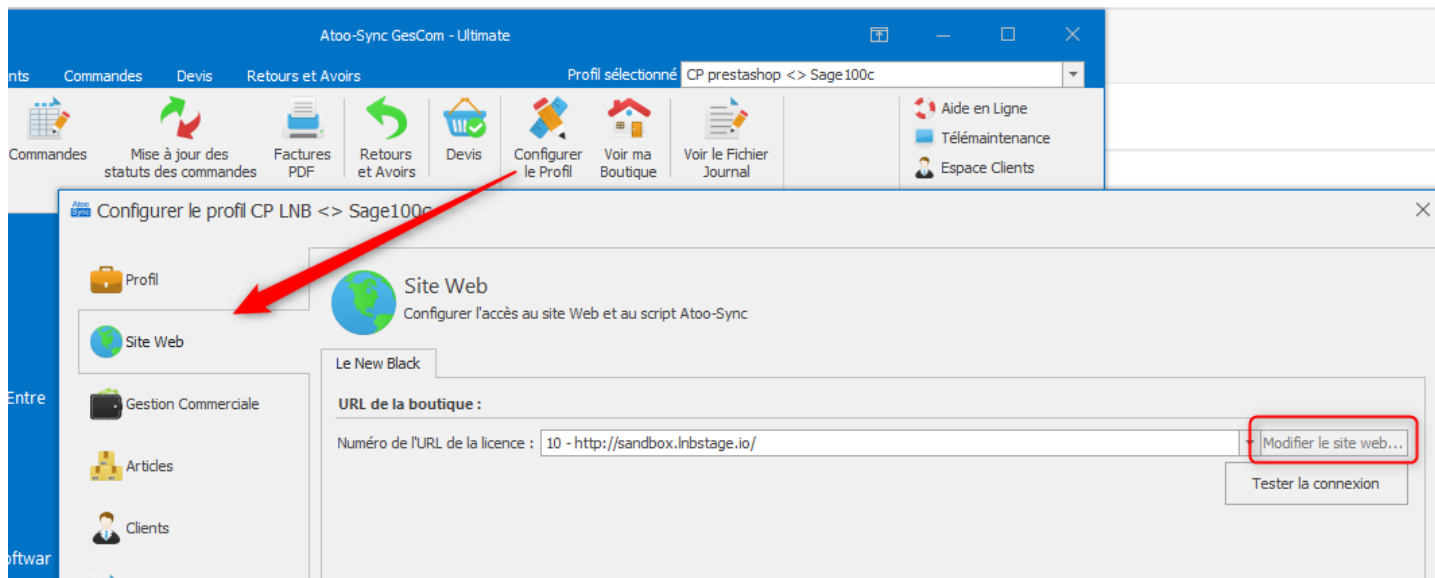 Atoo-Sync GesCom - Ultimate
nts Commandes Devis Retours et Avoirs Profil sélectionné CP prestashop <> Sage100c
Commandes
Mise à jour des
statuts des commandes
Factures
PDF
Retours
et Avoirs
Devis
Configurer
le Profil
Voir ma
Boutique
Voir le Fichier
Journal
Aide en Ligne
Télémaintenance
Espace Clients
Atoo
Sync
Configurer le profil CP LNB <> Sage100c
Profil
Site Web
Gestion Commerciale
Articles
Clients
Entre
oftwar
Site Web
Configurer l'accès au site Web et au script Atoo-Sync
Le New Black
URL de la boutique :
Numéro de l'URL de la licence : 10 - http://sandbox.lnbstage.io/ Modifier le site web...
Tester la connexion